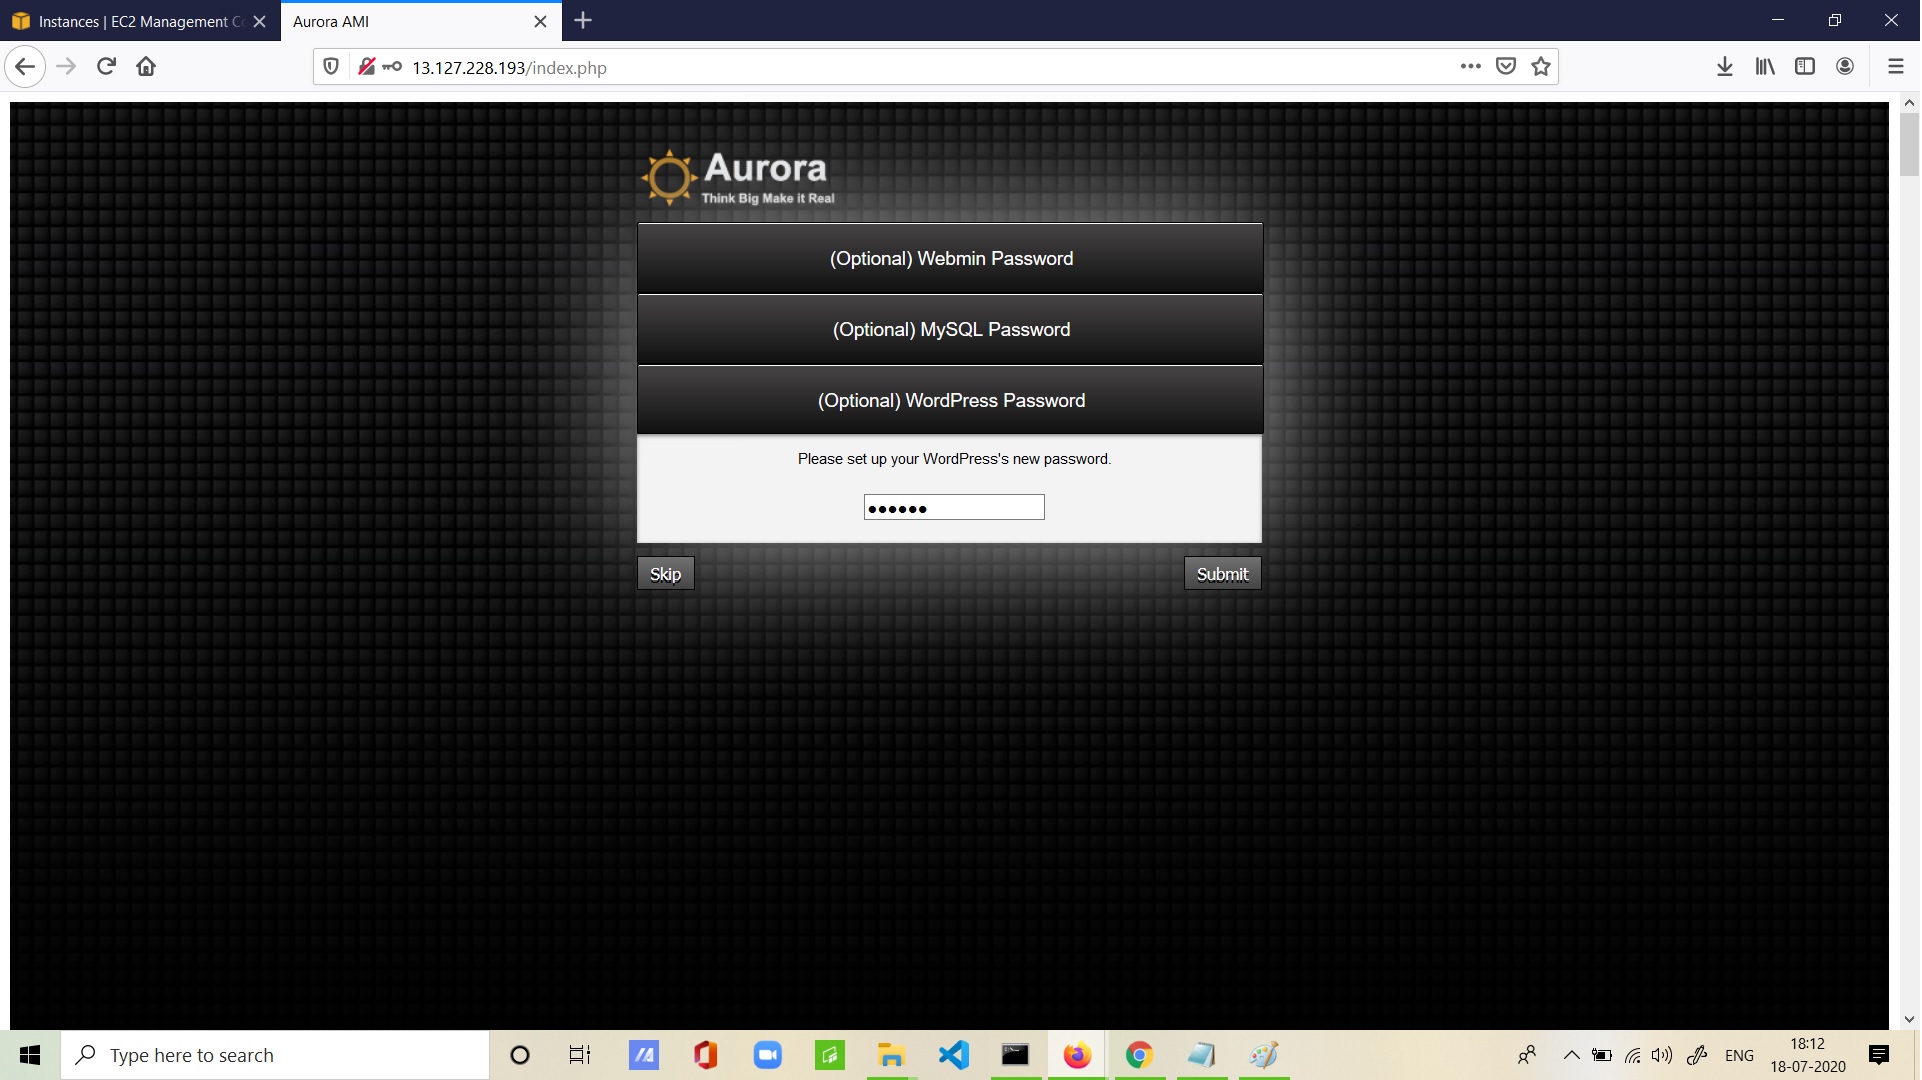 Instances | EC2 Management Co
Aurora AMI
13.127.228.193/index.php
Aurora
Think Big Make it Real
(Optional) Webmin Password
(Optional) MySQL Password
(Optional) WordPress Password
Please set up your WordPress's new password.
Skip
Submit
Type here to search
ENG
18:12
18-07-2020